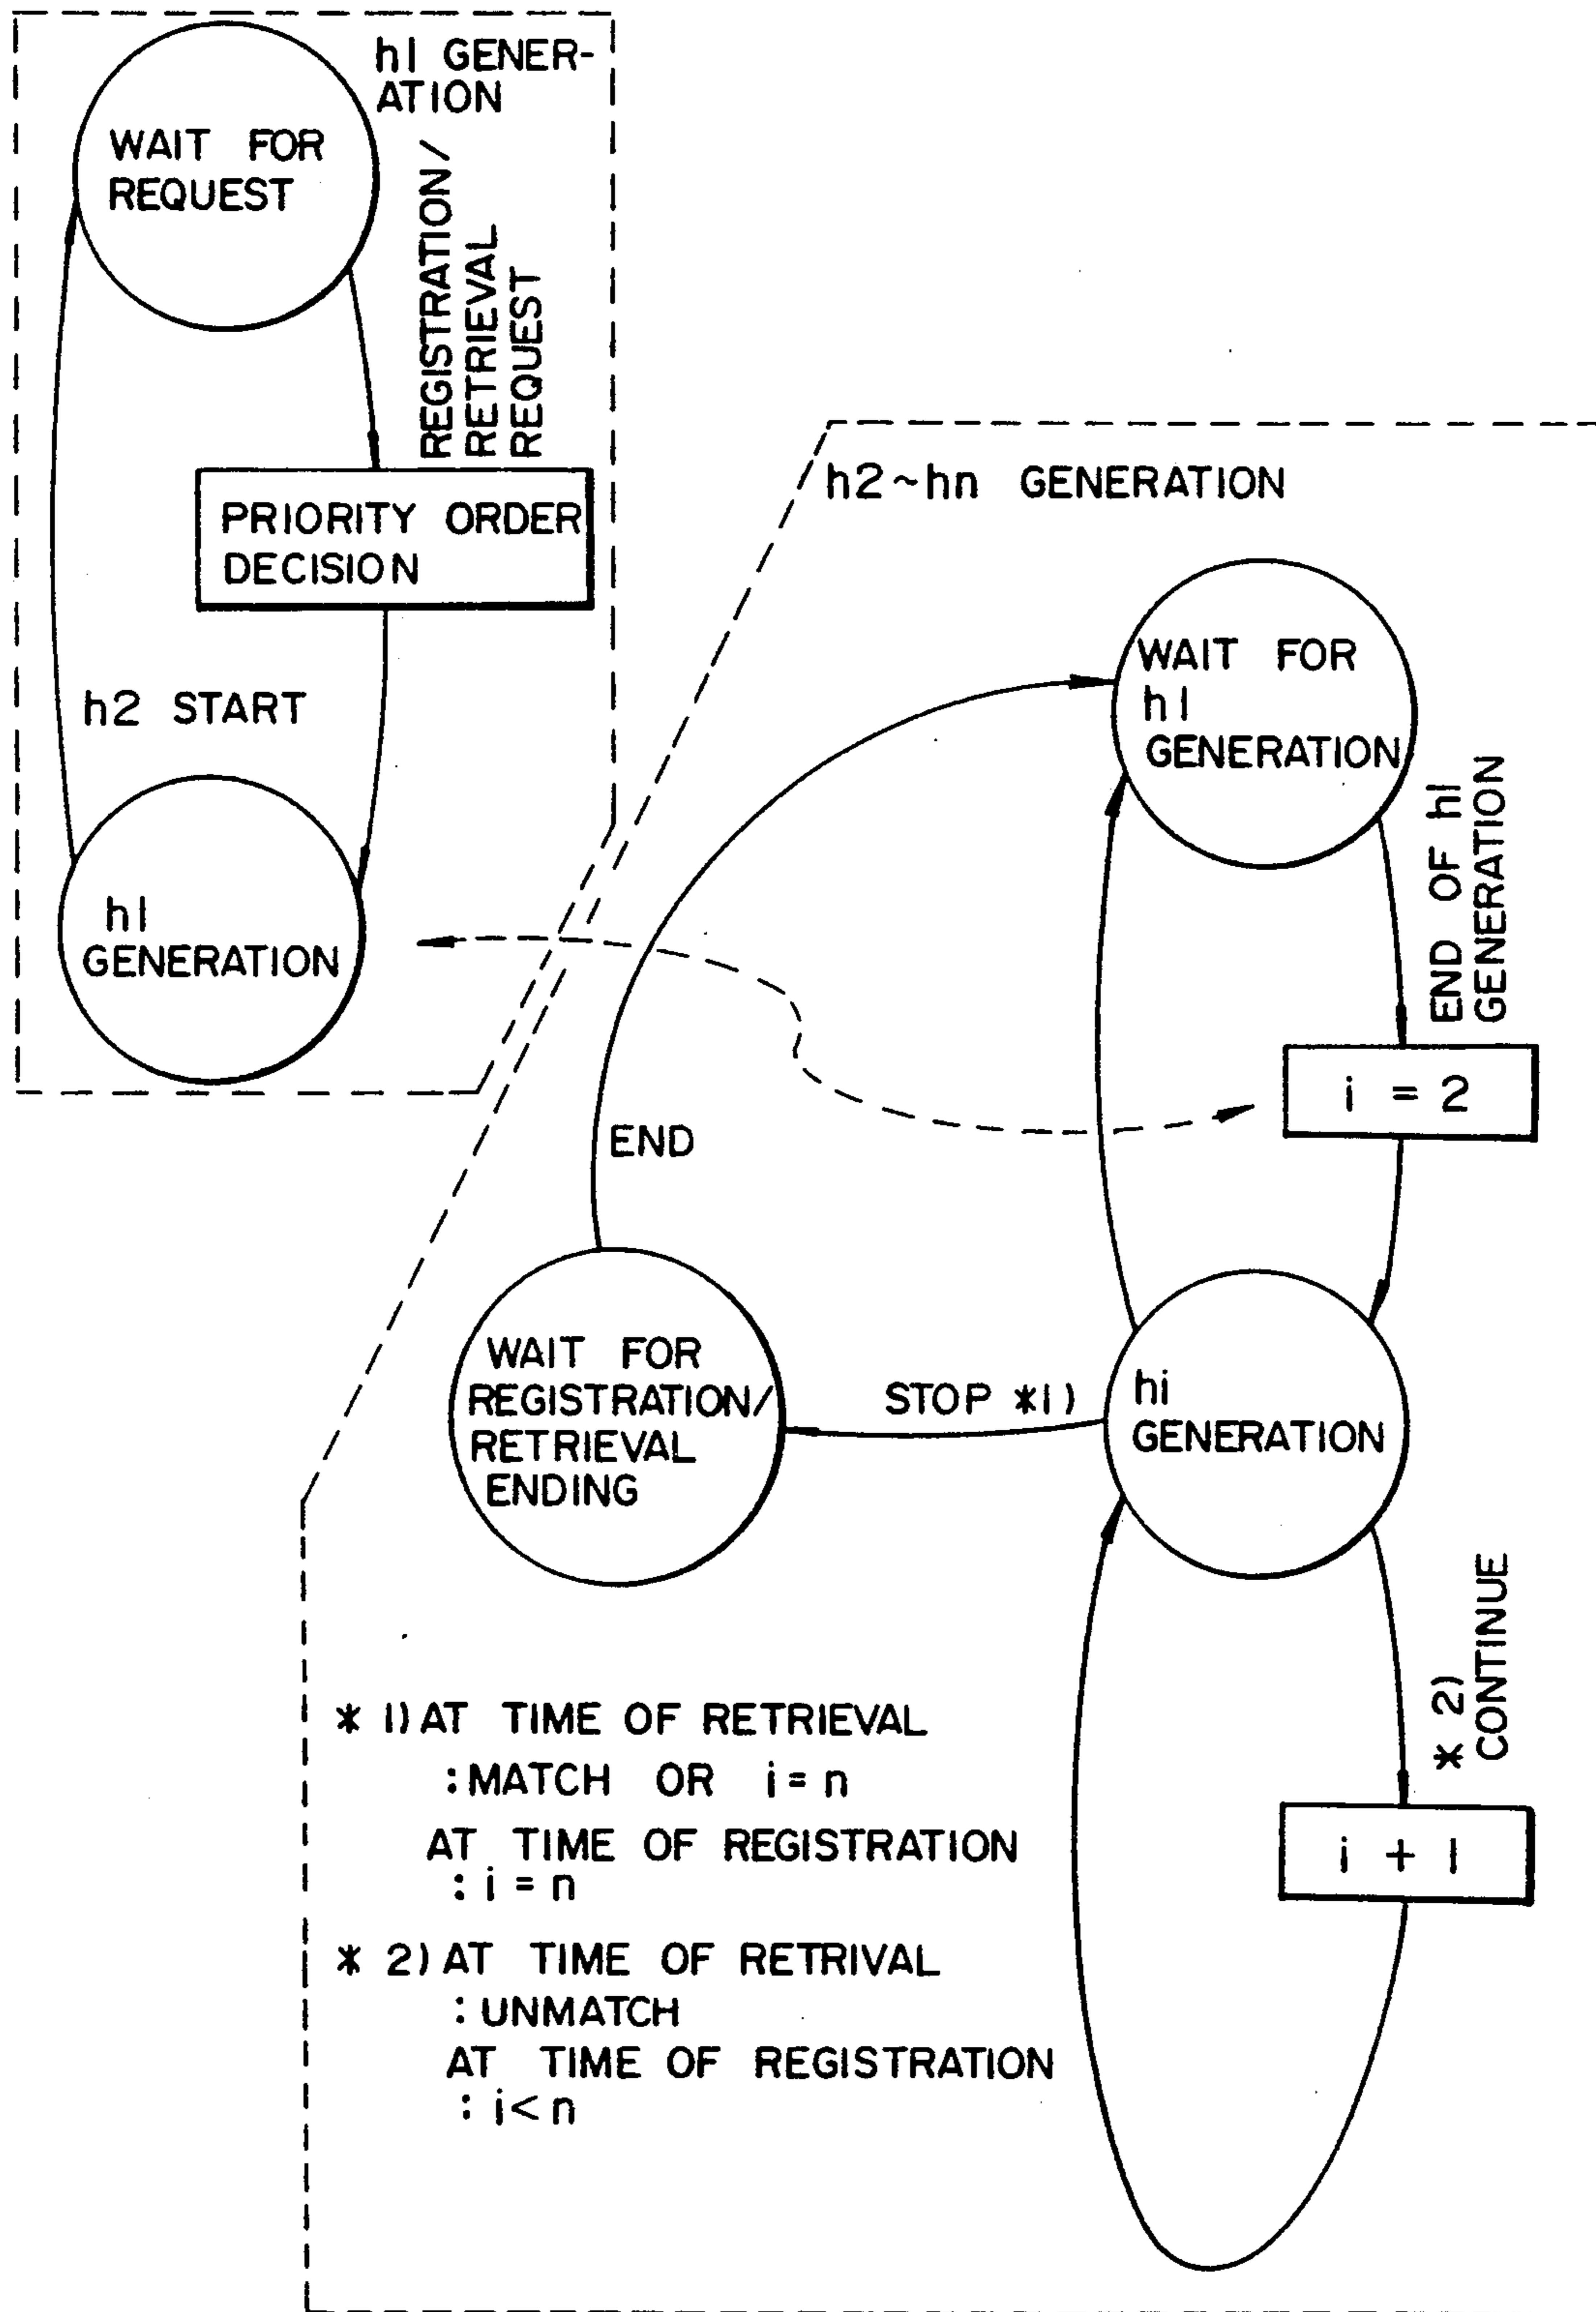 h1 GENER-
ATION
WAIT FOR
REQUEST
REGISTRATION/
RETRIEVAL
REQUEST
PRIORITY ORDER
DECISION
h2 START
h1
GENERATION
h2~hn GENERATION
WAIT FOR
h1
GENERATION
END OF h1
GENERATION
i = 2
END
WAIT FOR
REGISTRATION/
RETRIEVAL
ENDING
STOP *1)
hi
GENERATION
* 2)
CONTINUE
i + 1
* 1) AT TIME OF RETRIEVAL
: MATCH OR i = n
AT TIME OF REGISTRATION
: i = n
* 2) AT TIME OF RETRIVAL
: UNMATCH
AT TIME OF REGISTRATION
: i < n